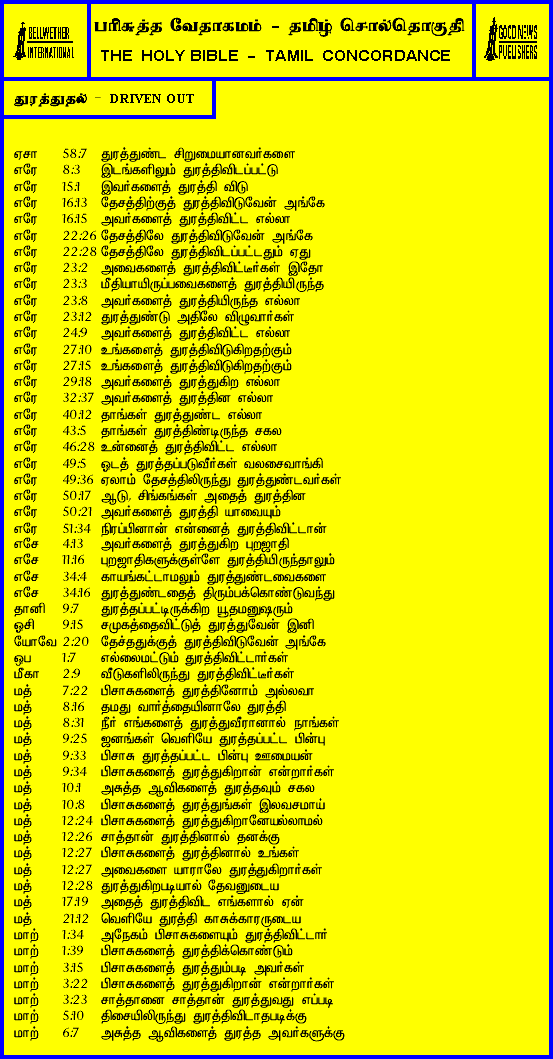 BELLWETHER INTERNATIONAL
பரிசுத்த வேதாகமம் - தமிழ் சொல்தொகுதி
THE HOLY BIBLE - TAMIL CONCORDANCE
GOOD NEWS PUBLISHERS
துரத்துதல் - DRIVEN OUT
ஏசா 58:7 துரத்துண்ட சிறுமையானவர்களை
எரே 8:3 இடங்களிலும் துரத்திவிடப்பட்டு
எரே 15:1 இவர்களைத் துரத்தி விடு
எரே 16:13 தேசத்திற்குத் துரத்திவிடுவேன் அங்கே
எரே 16:15 அவர்களைத் துரத்திவிட்ட எல்லா
எரே 22:26 தேசத்திலே துரத்திவிடுவேன் அங்கே
எரே 22:28 தேசத்திலே துரத்திவிடப்பட்டதும் ஏது
எரே 23:2 அவைகளைத் துரத்திவிட்டீர்கள் இதோ
எரே 23:3 மீதியாயிருப்பவைகளைத் துரத்தியிருந்த
எரே 23:8 அவர்களைத் துரத்தியிருந்த எல்லா
எரே 23:12 துரத்துண்டு அதிலே விழுவார்கள்
எரே 24:9 அவர்களைத் துரத்திவிட்ட எல்லா
எரே 27:10 உங்களைத் துரத்திவிடுகிறதற்கும்
எரே 27:15 உங்களைத் துரத்திவிடுகிறதற்கும்
எரே 29:18 அவர்களைத் துரத்துகிற எல்லா
எரே 32:37 அவர்களைத் துரத்தின எல்லா
எரே 40:12 தாங்கள் துரத்துண்ட எல்லா
எரே 43:5 தாங்கள் துரத்திண்டிருந்த சகல
எரே 46:28 உன்னைத் துரத்திவிட்ட எல்லா
எரே 49:5 ஓடத் துரத்தப்படுவீர்கள் வலசைவாங்கி
எரே 49:36 ஏலாம் தேசத்திலிருந்து துரத்துண்டவர்கள்
எரே 50:17 ஆடு, சிங்கங்கள் அதைத் துரத்தின
எரே 50:21 அவர்களைத் துரத்தி யாவையும்
எரே 51:34 நிரப்பினான் என்னைத் துரத்திவிட்டான்
எசே 4:13 அவர்களைத் துரத்துகிற புறஜாதி
எசே 11:16 புறஜாதிகளுக்குள்ளே துரத்தியிருந்தாலும்
எசே 34:4 காயங்கட்டாமலும் துரத்துண்டவைகளை
எசே 34:16 துரத்துண்டதைத் திரும்பக்கொண்டுவந்து
தானி 9:7 துரத்தப்பட்டிருக்கிற யூதமனுஷரும்
ஓசி 9:15 சமுகத்தைவிட்டுத் துரத்துவேன் இனி
யோவே 2:20 தேச்ததுக்குத் துரத்திவிடுவேன் அங்கே
ஒப 1:7 எல்லைமட்டும் துரத்திவிட்டார்கள்
மீகா 2:9 வீடுகளிலிருந்து துரத்திவிட்டீர்கள்
மத் 7:22 பிசாசுகளைத் துரத்தினோம் அல்லவா
மத் 8:16 தமது வார்த்தையினாலே துரத்தி
மத் 8:31 நீர் எங்களைத் துரத்துவீரானால் நாங்கள்
மத் 9:25 ஜனங்கள் வெளியே துரத்தப்பட்ட பின்பு
மத் 9:33 பிசாசு துரத்தப்பட்ட பின்பு ஊமையன்
மத் 9:34 பிசாசுகளைத் துரத்துகிறான் என்றார்கள்
மத் 10:1 அசுத்த ஆவிகளைத் துரத்தவும் சகல
மத் 10:8 பிசாசுகளைத் துரத்துங்கள் இலவசமாய்
மத் 12:24 பிசாசுகளைத் துரத்துகிறானேயல்லாமல்
மத் 12:26 சாத்தான் துரத்தினால் தனக்கு
மத் 12:27 பிசாசுகளைத் துரத்தினால் உங்கள்
மத் 12:27 அவைகளை யாராலே துரத்துகிறார்கள்
மத் 12:28 துரத்துகிறபடியால் தேவனுடைய
மத் 17:19 அதைத் துரத்திவிட எங்களால் ஏன்
மத் 21:12 வெளியே துரத்தி காசுக்காரருடைய
மாற் 1:34 அநேகம் பிசாசுகளையும் துரத்திவிட்டார்
மாற் 1:39 பிசாசுகளைத் துரத்திக்கொண்டும்
மாற் 3:15 பிசாசுகளைத் துரத்தும்படி அவர்கள்
மாற் 3:22 பிசாசுகளைத் துரத்துகிறான் என்றார்கள்
மாற் 3:23 சாத்தானை சாத்தான் துரத்துவது எப்படி
மாற் 5:10 திசையிலிருந்து துரத்திவிடாதபடிக்கு
மாற் 6:7 அசுத்த ஆவிகளைத் துரத்த அவர்களுக்கு